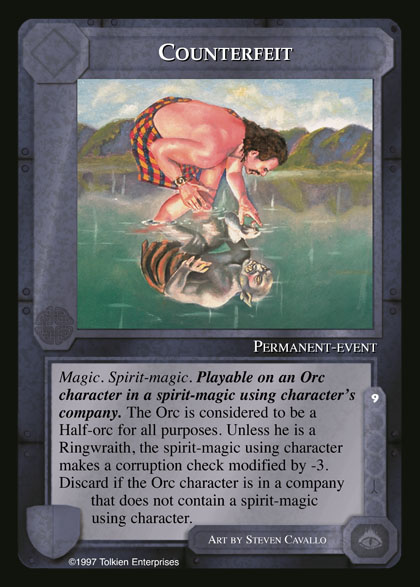 Counterfeit
Permanent-event
Magic. Spirit-magic. Playable on an Orc
character in a spirit-magic using character's
company. The Orc is considered to be a
Half-orc for all purposes. Unless he is a
Ringwraith, the spirit-magic using character
makes a corruption check modified by -3.
Discard if the Orc character is in a company
that does not contain a spirit-magic
using character.
9
Art by Steven Cavallo
©1997 Tolkien Enterprises